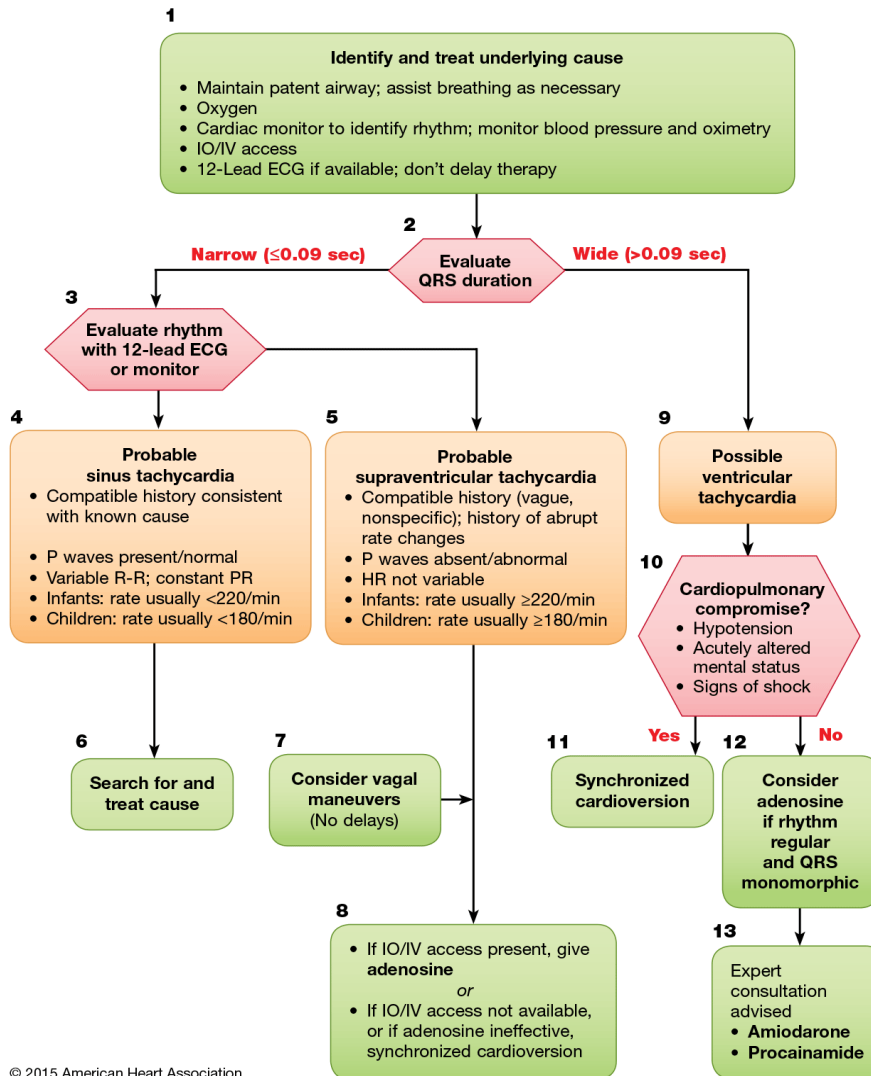 1
Identify and treat underlying cause
• Maintain patent airway; assist breathing as necessary
• Oxygen
• Cardiac monitor to identify rhythm; monitor blood pressure and oximetry
• IO/IV access
• 12-Lead ECG if available; don't delay therapy
2
Narrow (≤0.09 sec)
Evaluate
QRS duration
Wide (>0.09 sec)
3
Evaluate rhythm
with 12-lead ECG
or monitor
4
Probable
sinus tachycardia
• Compatible history consistent
with known cause
• P waves present/normal
• Variable R-R; constant PR
• Infants: rate usually <220/min
• Children: rate usually <180/min
5
Probable
supraventricular tachycardia
• Compatible history (vague,
nonspecific); history of abrupt
rate changes
• P waves absent/abnormal
• HR not variable
• Infants: rate usually ≥220/min
• Children: rate usually ≥180/min
9
Possible
ventricular
tachycardia
10
Cardiopulmonary
compromise?
• Hypotension
• Acutely altered
mental status
• Signs of shock
Yes
No
6
Search for and
treat cause
7
Consider vagal
maneuvers
(No delays)
11
Synchronized
cardioversion
12
Consider
adenosine
if rhythm
regular
and QRS
monomorphic
8
• If IO/IV access present, give
adenosine
or
• If IO/IV access not available,
or if adenosine ineffective,
synchronized cardioversion
13
Expert
consultation
advised
• Amiodarone
• Procainamide
© 2015 American Heart Association